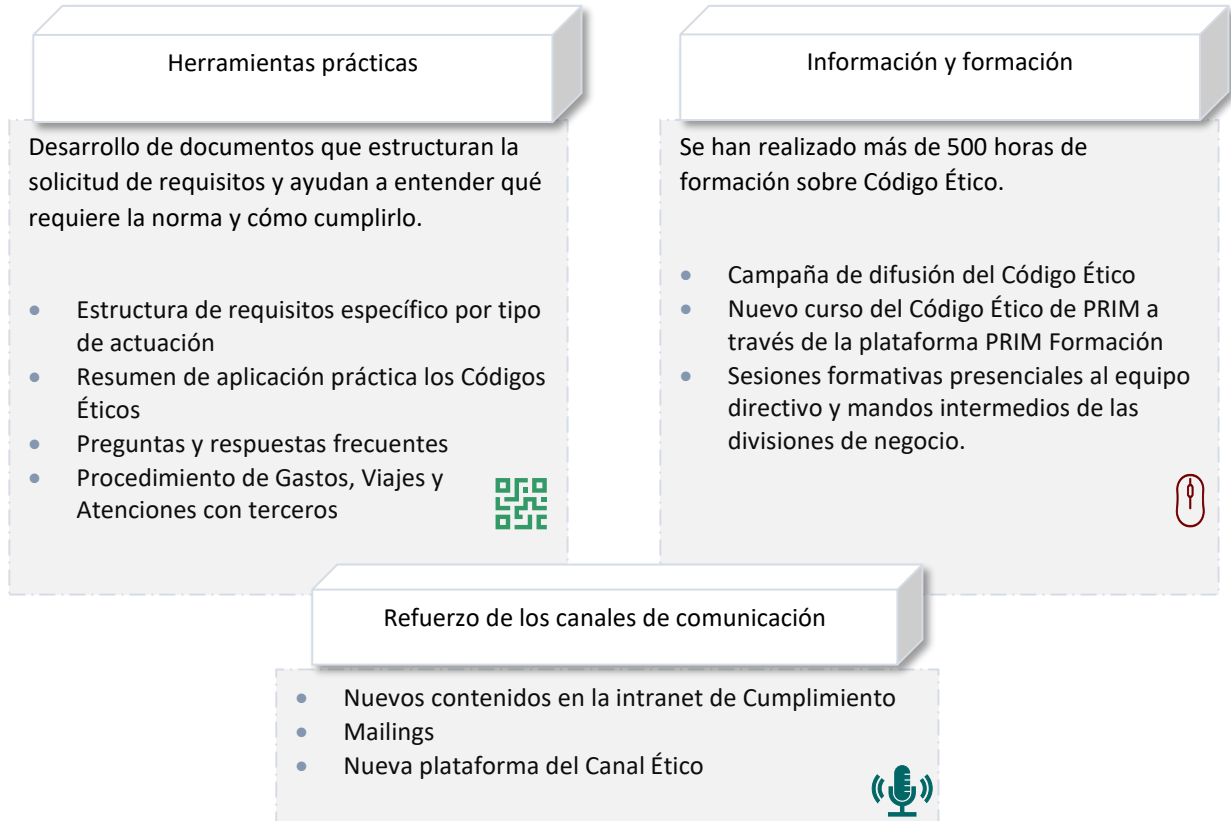 Herramientas prácticas
Desarrollo de documentos que estructuran la
solicitud de requisitos y ayudan a entender qué
requiere la norma y cómo cumplirlo.
Estructura de requisitos específico por tipo
de actuación
Resumen de aplicación práctica los Códigos
Éticos
Preguntas y respuestas frecuentes
Procedimiento de Gastos, Viajes y
Atenciones con terceros
Información y formación
Se han realizado más de 500 horas de
formación sobre Código Ético.
Campaña de difusión del Código Ético
Nuevo curso del Código Ético de PRIM a
través de la plataforma PRIM Formación
Sesiones formativas presenciales al equipo
directivo y mandos intermedios de las
divisiones de negocio.
Refuerzo de los canales de comunicación
Nuevos contenidos en la intranet de Cumplimiento
Mailings
Nueva plataforma del Canal Ético